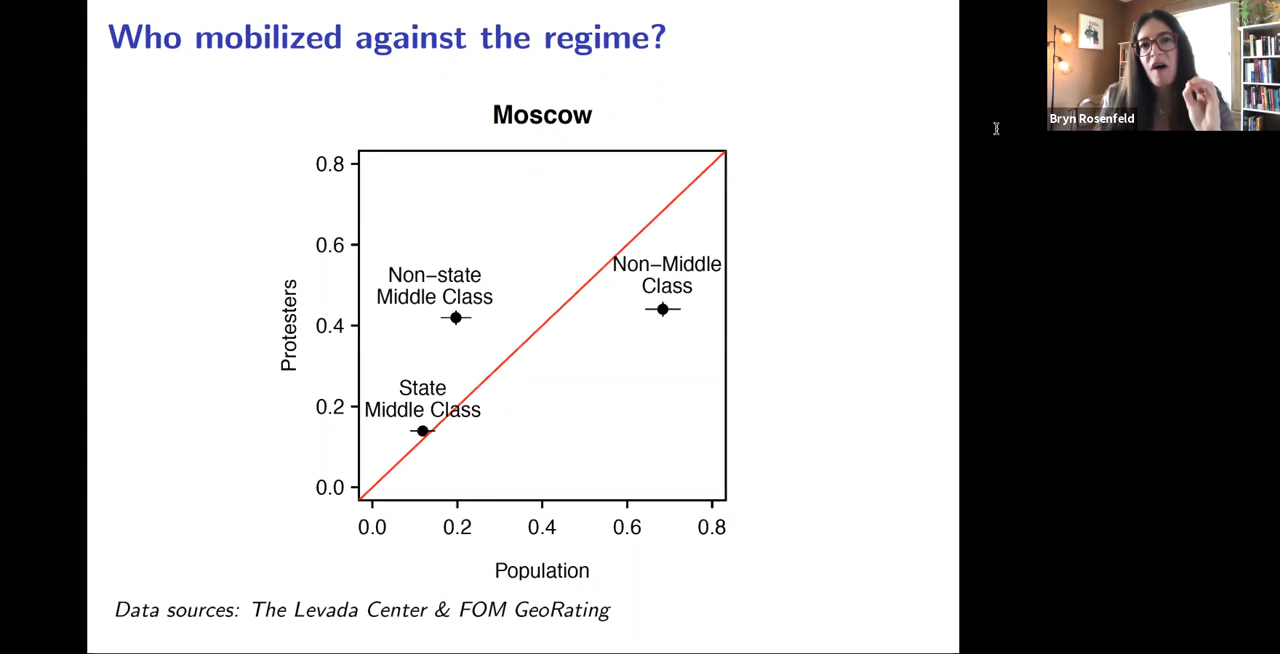 Who mobilized against the regime?
Bryn Rosenfeld
Moscow
0.8
0.6
0.4
0.2
0.0
Protesters
Non−state
Middle Class
Non−Middle
Class
State
Middle Class
0.0 0.2 0.4 0.6 0.8
Population
Data sources: The Levada Center & FOM GeoRating